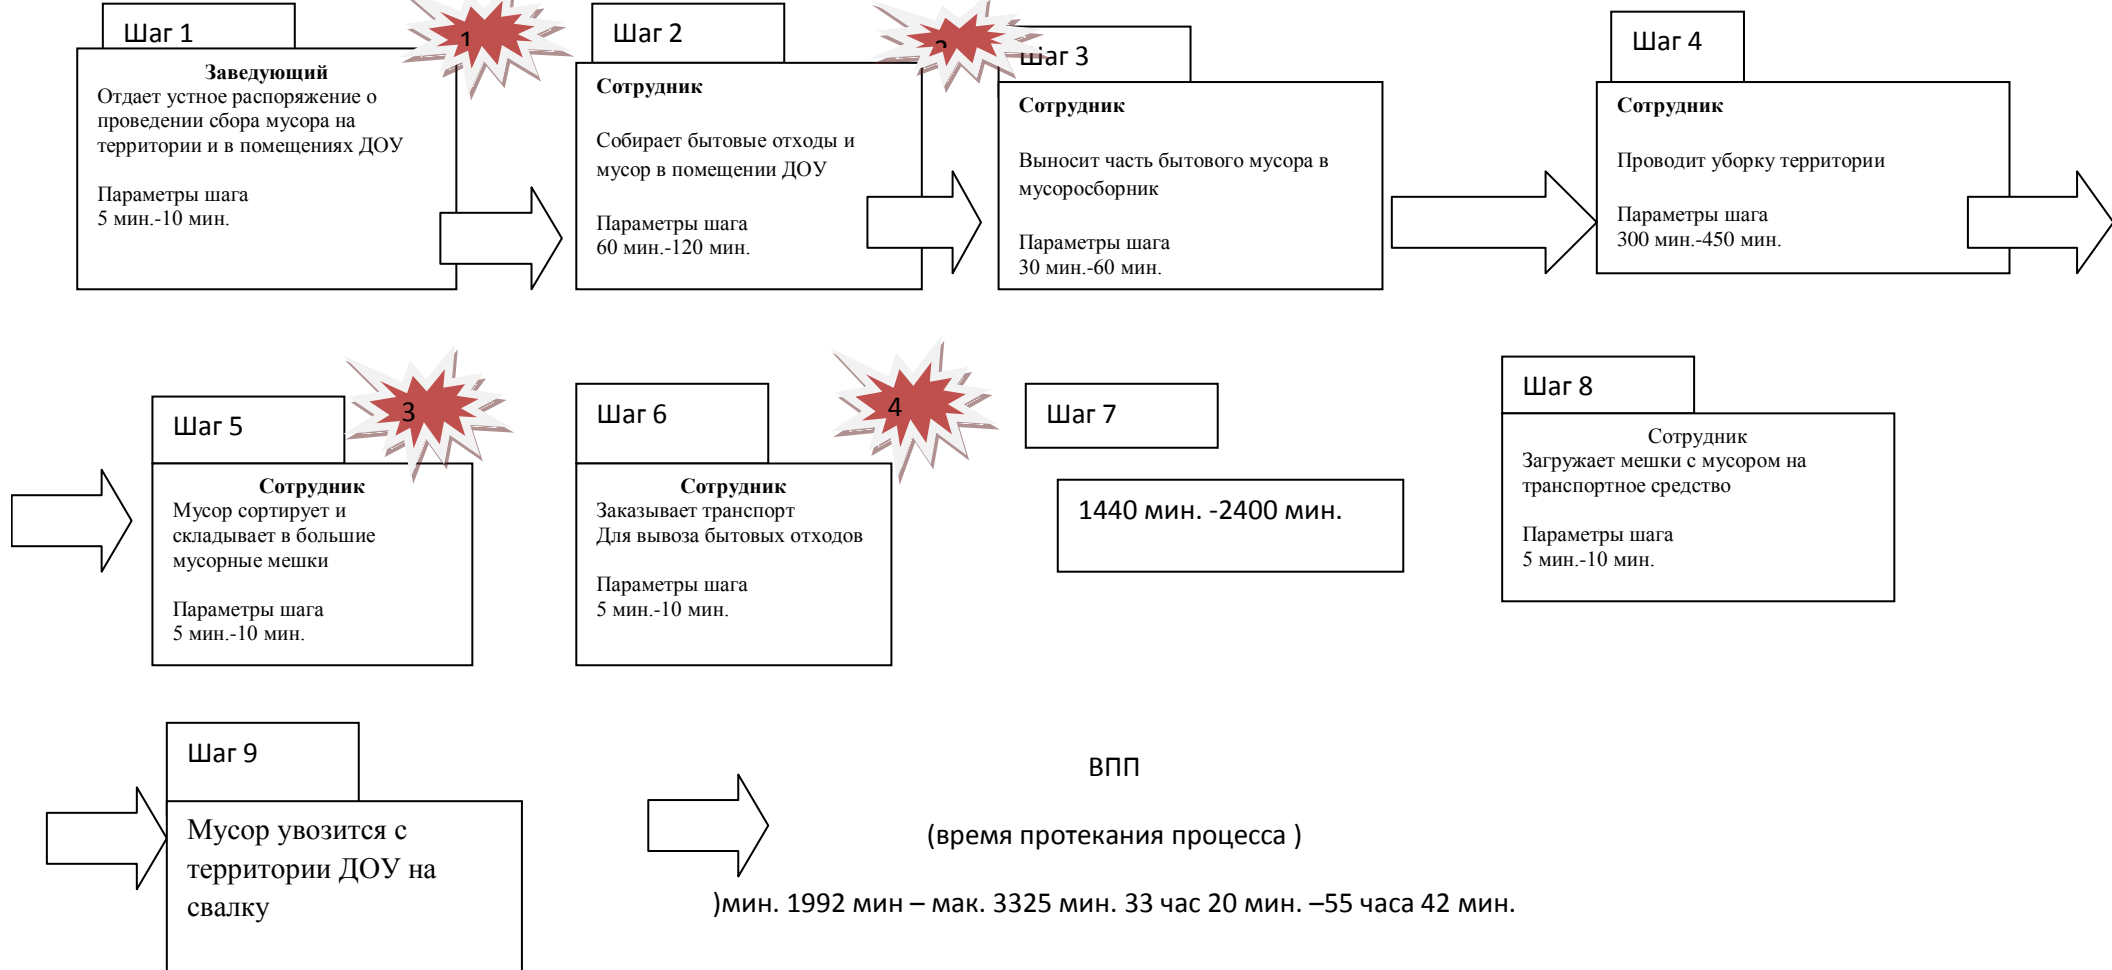 Шаг 1
1
Заведующий
Отдает устное распоряжение о
проведении сбора мусора на
территории и в помещениях ДОУ
Параметры шага
5 мин.-10 мин.
Шаг 2
2
Сотрудник
Собирает бытовые отходы и
мусор в помещении ДОУ
Параметры шага
60 мин.-120 мин.
Шаг 3
Сотрудник
Выносит часть бытового мусора в
мусоросборник
Параметры шага
30 мин.-60 мин.
Шаг 4
Сотрудник
Проводит уборку территории
Параметры шага
300 мин.-450 мин.
Шаг 5
3
Сотрудник
Мусор сортирует и
складывает в большие
мусорные мешки
Параметры шага
5 мин.-10 мин.
Шаг 6
4
Сотрудник
Заказывает транспорт
Для вывоза бытовых отходов
Параметры шага
5 мин.-10 мин.
Шаг 7
1440 мин. -2400 мин.
Шаг 8
Сотрудник
Загружает мешки с мусором на
транспортное средство
Параметры шага
5 мин.-10 мин.
Шаг 9
Мусор увозится с
территории ДОУ на
свалку
ВПП
(время протекания процесса )
)мин. 1992 мин – мак. 3325 мин. 33 час 20 мин. –55 часа 42 мин.